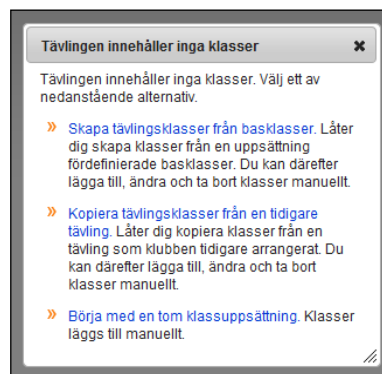 Tävlingen innehåller inga klasser
Tävlingen innehåller inga klasser. Välj ett av
nedanstående alternativ.
» Skapa tävlingsklasser från basklasser. Låter
dig skapa klasser från en uppsättning
fördefinierade basklasser. Du kan därefter
lägga till, ändra och ta bort klasser manuellt.
» Kopiera tävlingsklasser från en tidigare
tävling. Låter dig kopiera klasser från en
tävling som klubben tidigare arrangerat. Du
kan därefter lägga till, ändra och ta bort
klasser manuellt.
» Börja med en tom klassuppsättning. Klasser
läggs till manuellt.